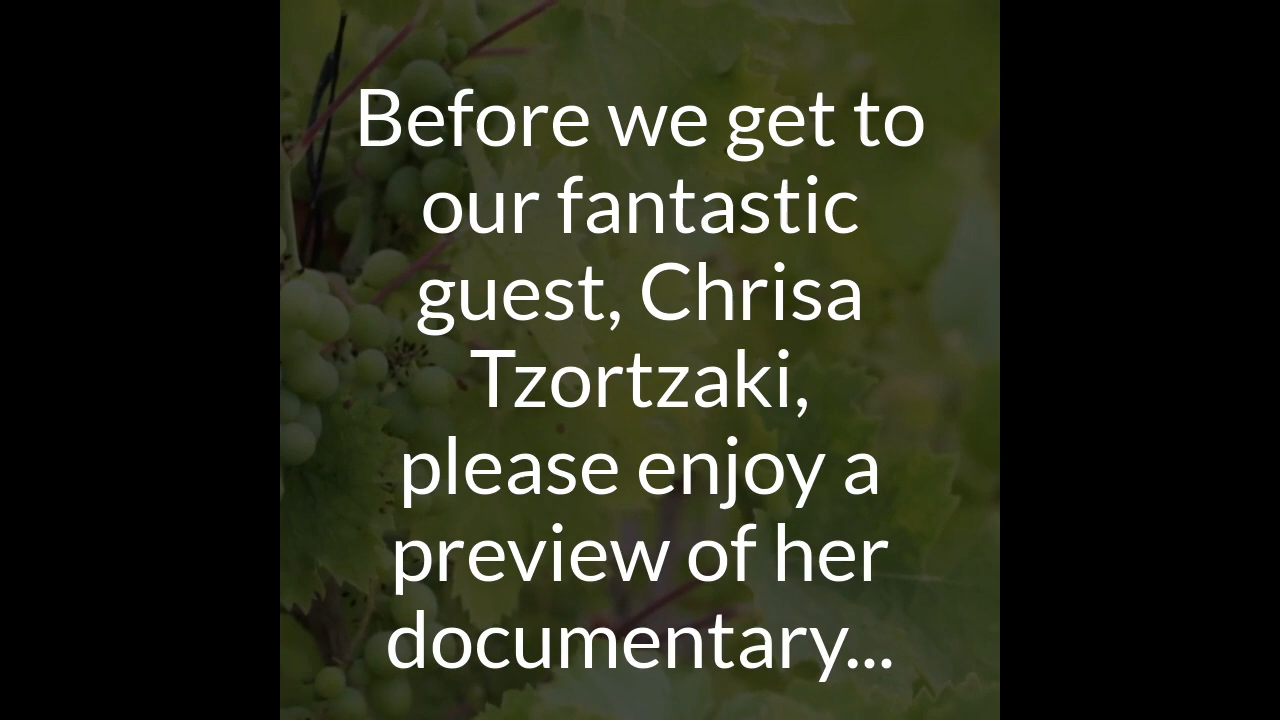 Before we get to
our fantastic
guest, Chrisa
Tzortzaki,
please enjoy a
preview of her
documentary...